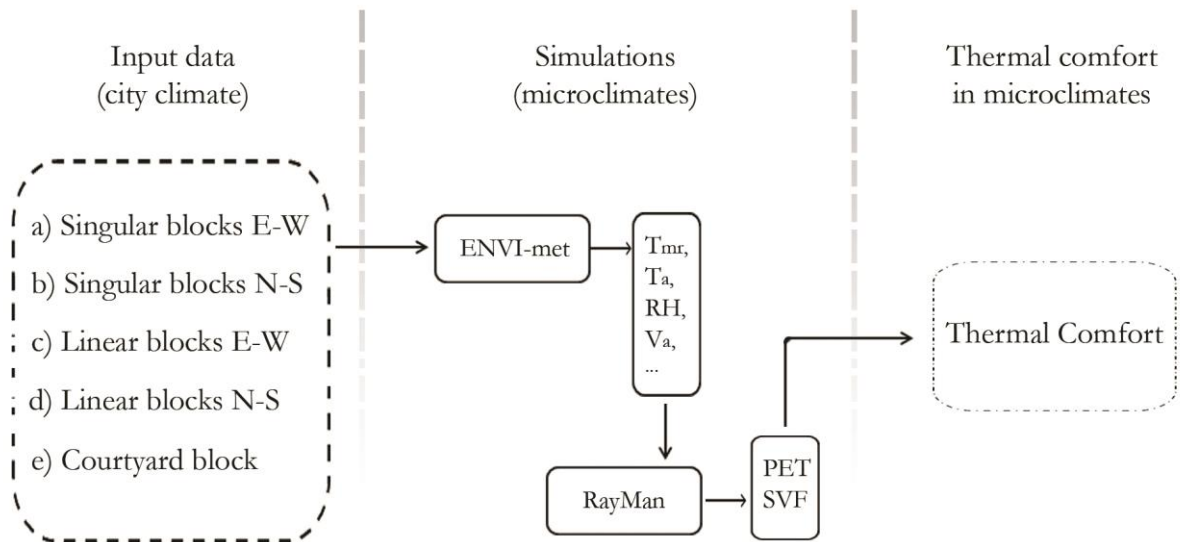 Input data
(city climate)
Simulations
(microclimates)
Thermal comfort
in microclimates
a) Singular blocks E-W
b) Singular blocks N-S
c) Linear blocks E-W
d) Linear blocks N-S
e) Courtyard block
ENVI-met
Tmr,
Ta,
RH,
Va,
...
RayMan
PET
SVF
Thermal Comfort